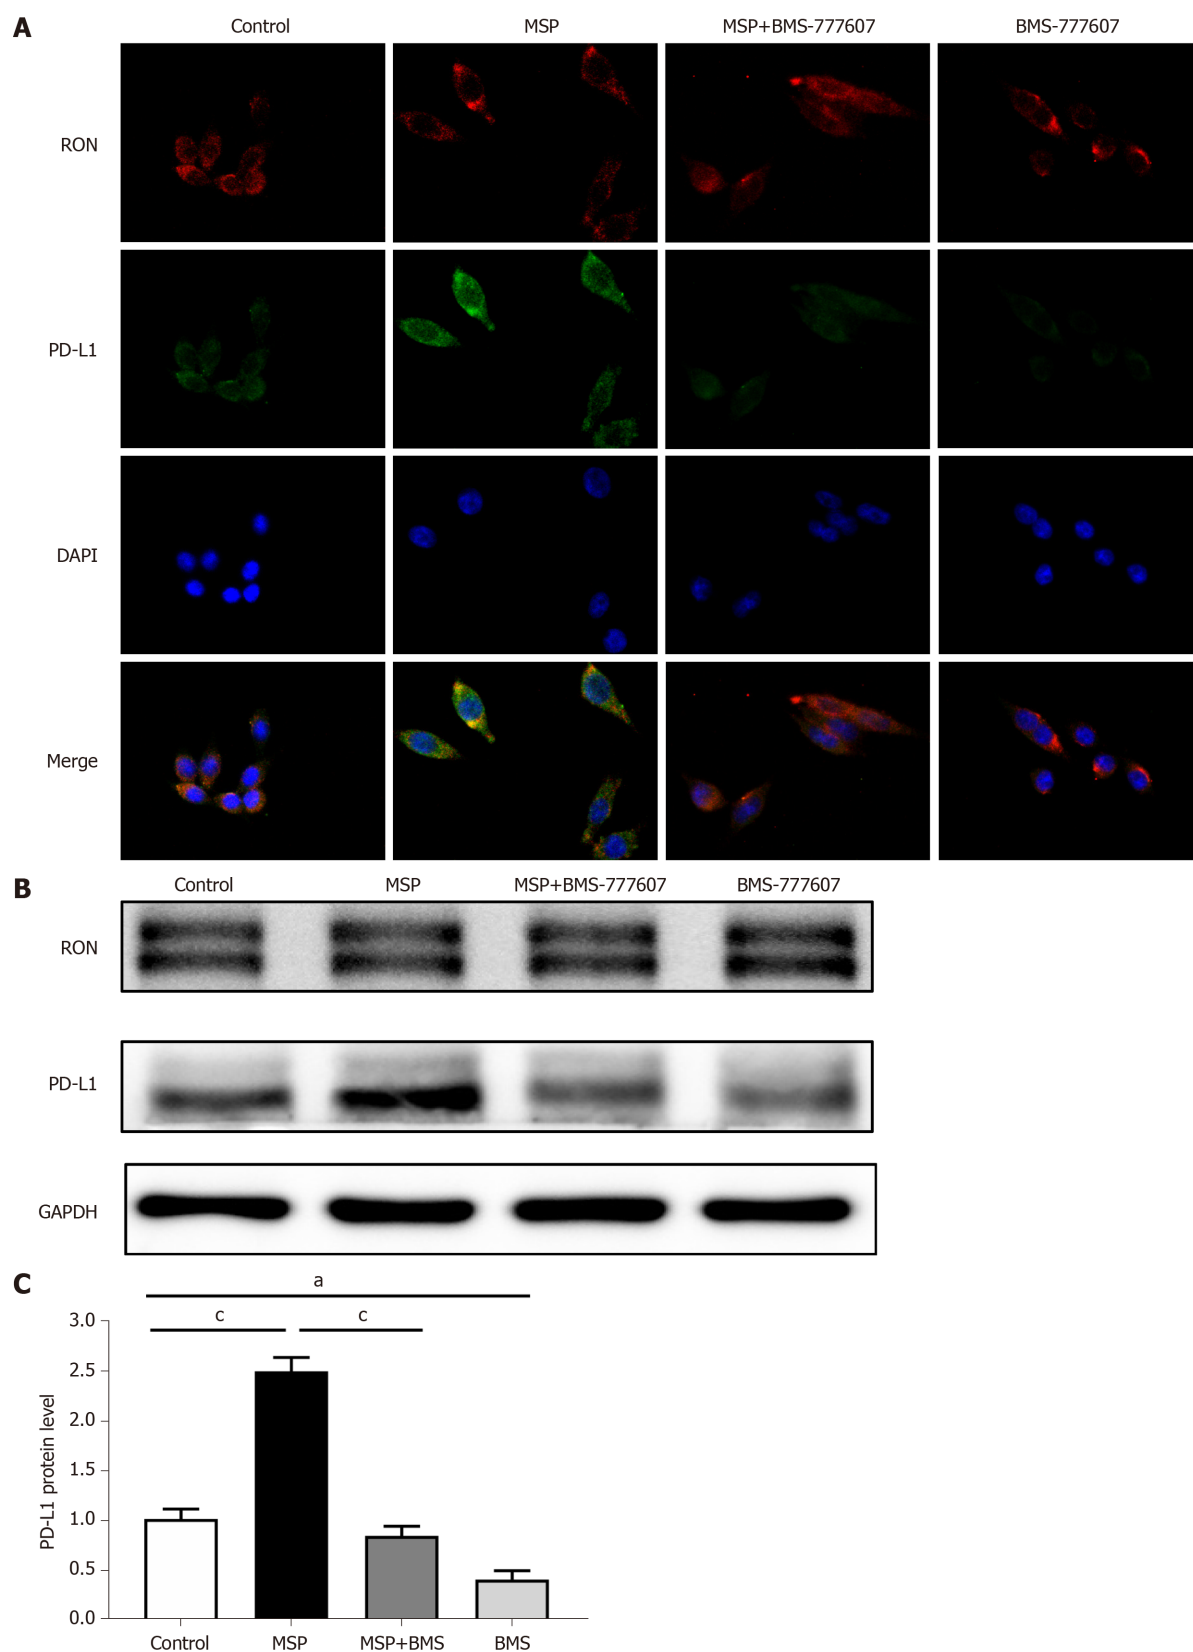 A
Control MSP MSP+BMS-777607 BMS-777607
RON
PD-L1
DAPI
Merge
B
Control MSP MSP+BMS-777607 BMS-777607
RON
PD-L1
GAPDH
C
a
c c
PD-L1 protein level
3.0
2.5
2.0
1.5
1.0
0.5
0.0
Control MSP MSP+BMS BMS